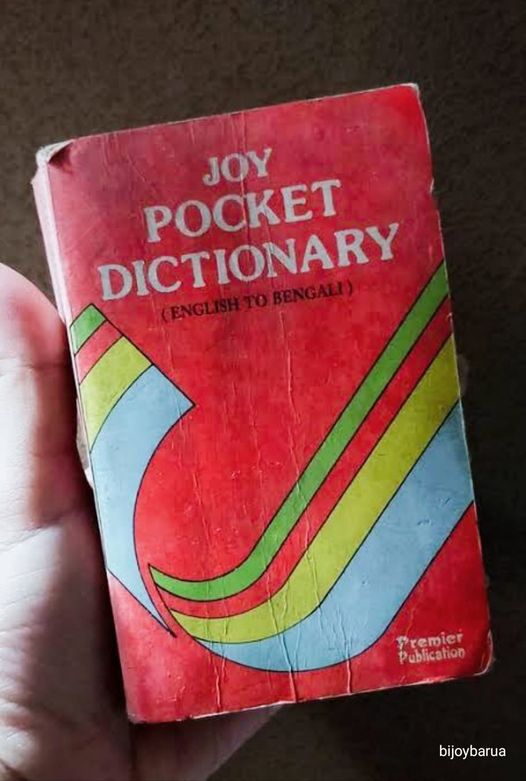 JOY
POCKET
DICTIONARY
( ENGLISH TO BENGALI )
Premier
Publication
bijoybarua